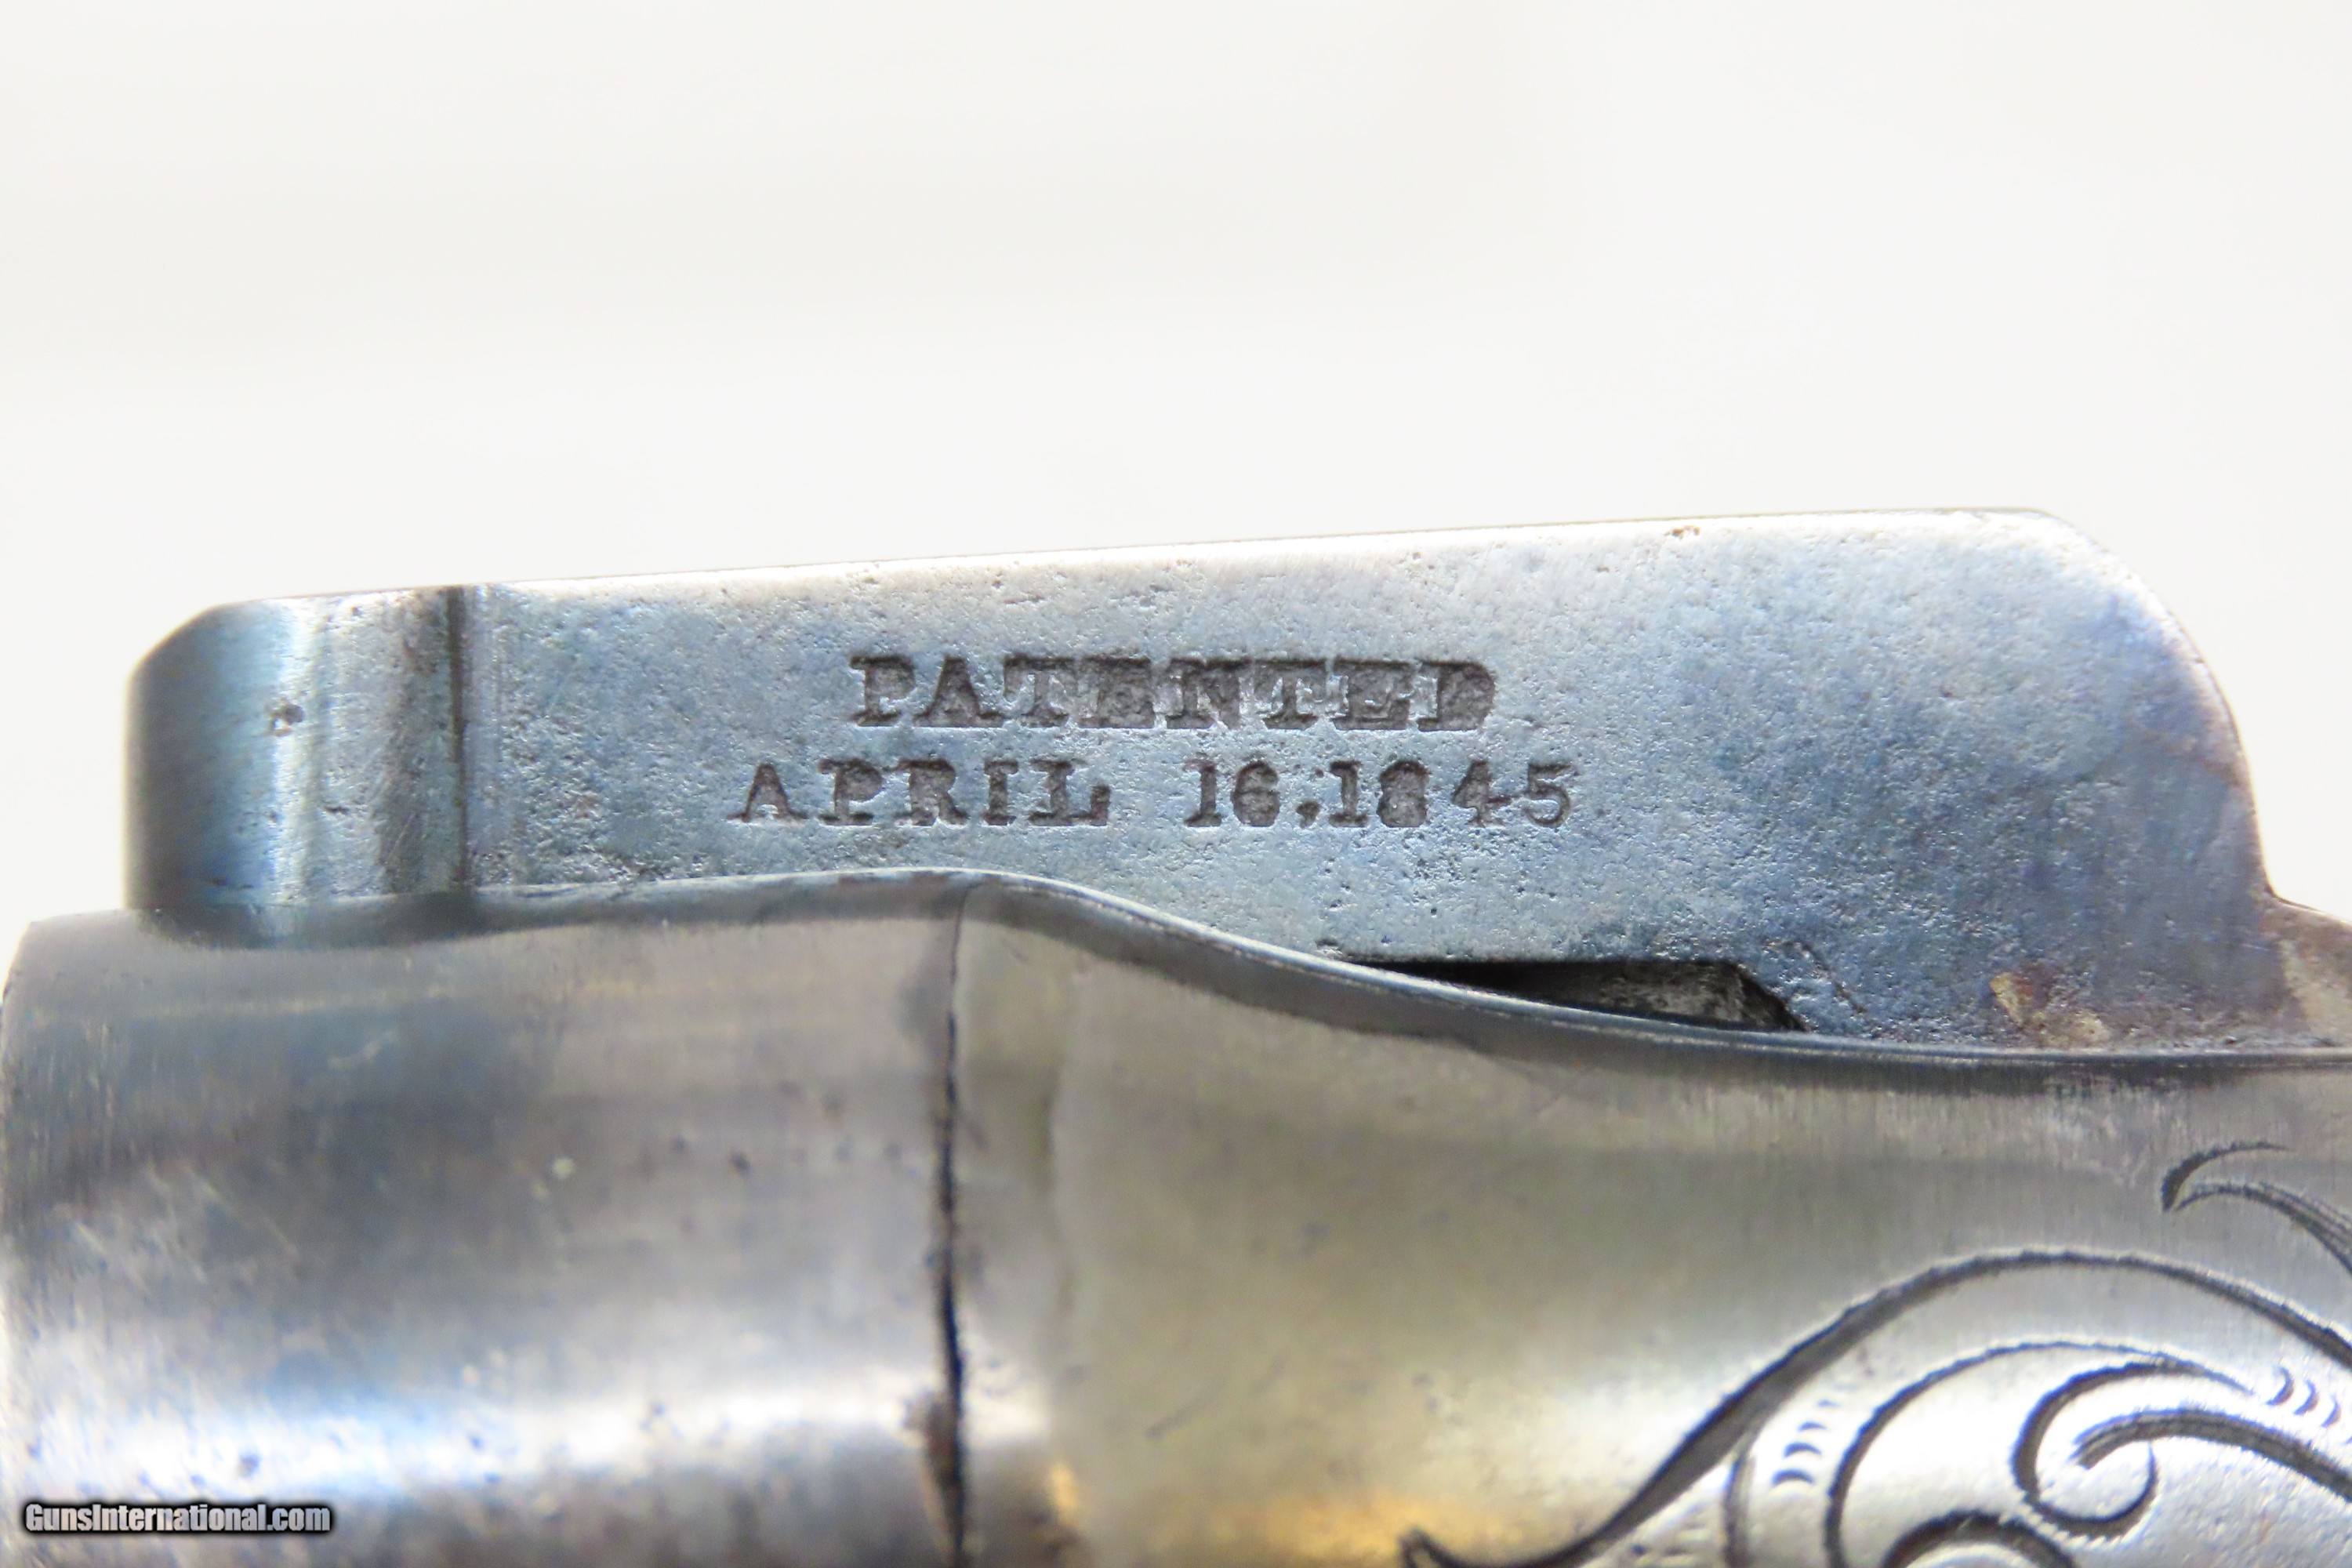 PATENTED
APRIL 16,1845
GunsInternational.com